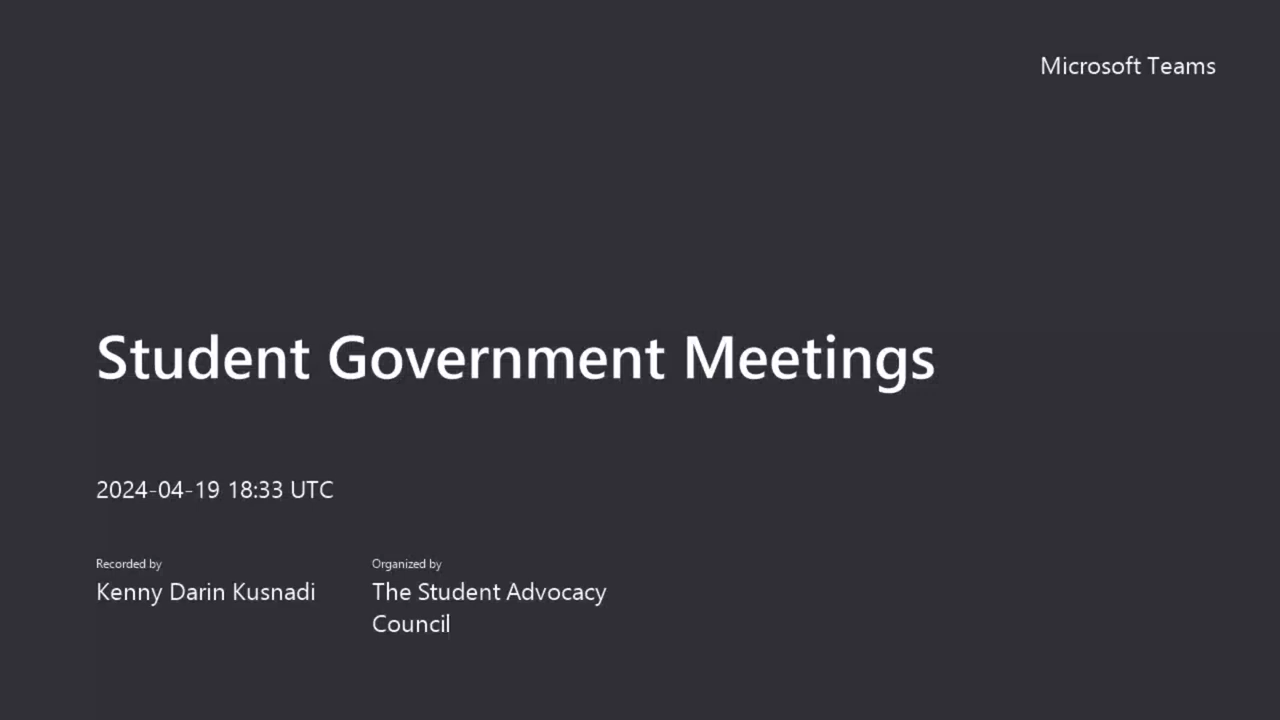 Microsoft Teams
Student Government Meetings
2024-04-19 18:33 UTC
Recorded by
Kenny Darin Kusnadi
Organized by
The Student Advocacy
Council